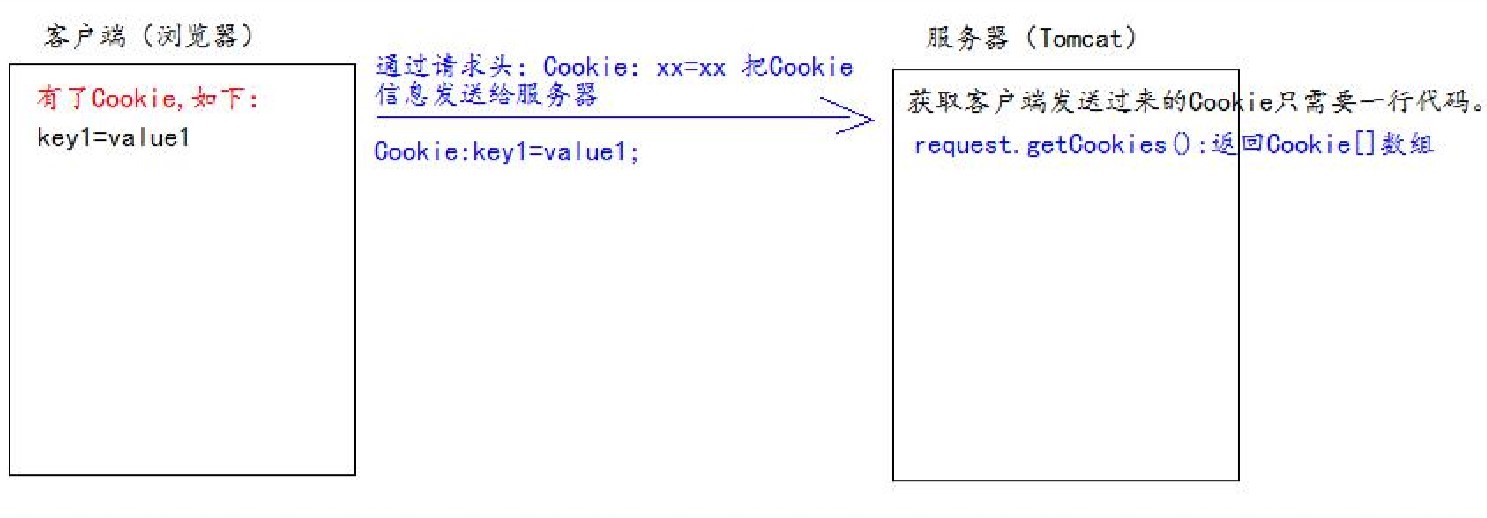 客户端（浏览器）
有了Cookie,如下：
key1=value1
通过请求头：Cookie：xx=xx 把Cookie
信息发送给服务器
Cookie:key1=value1;
服务器（Tomcat）
获取客户端发送过来的Cookie只需要一行代码。
request.getCookies():返回Cookie[]数组